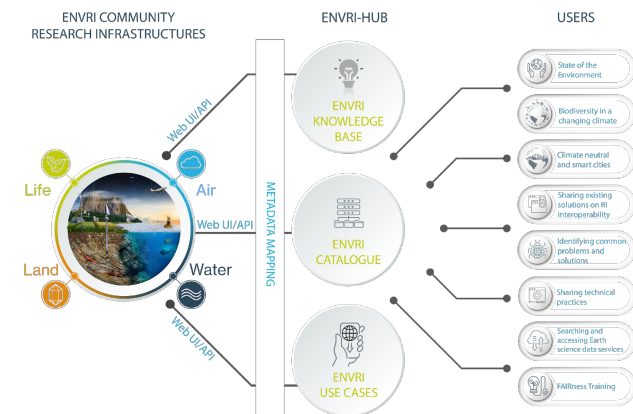 ENVRI COMMUNITY
RESEARCH INFRASTRUCTURES
ENVRI-HUB
USERS
Life
Air
Land
Water
Web UI/API
Web UI/API
Web UI/API
METADATA MAPPING
ENVRI
KNOWLEDGE
BASE
ENVRI
CATALOGUE
ENVRI
USE CASES
State of the
Environment
Biodiversity in a
changing climate
Climate neutral
and smart cities
Sharing existing
solutions on RI
interoperability
Identifying common
problems and
solutions
Sharing technical
practices
Searching and
accessing Earth
science data services
FAIRness Training